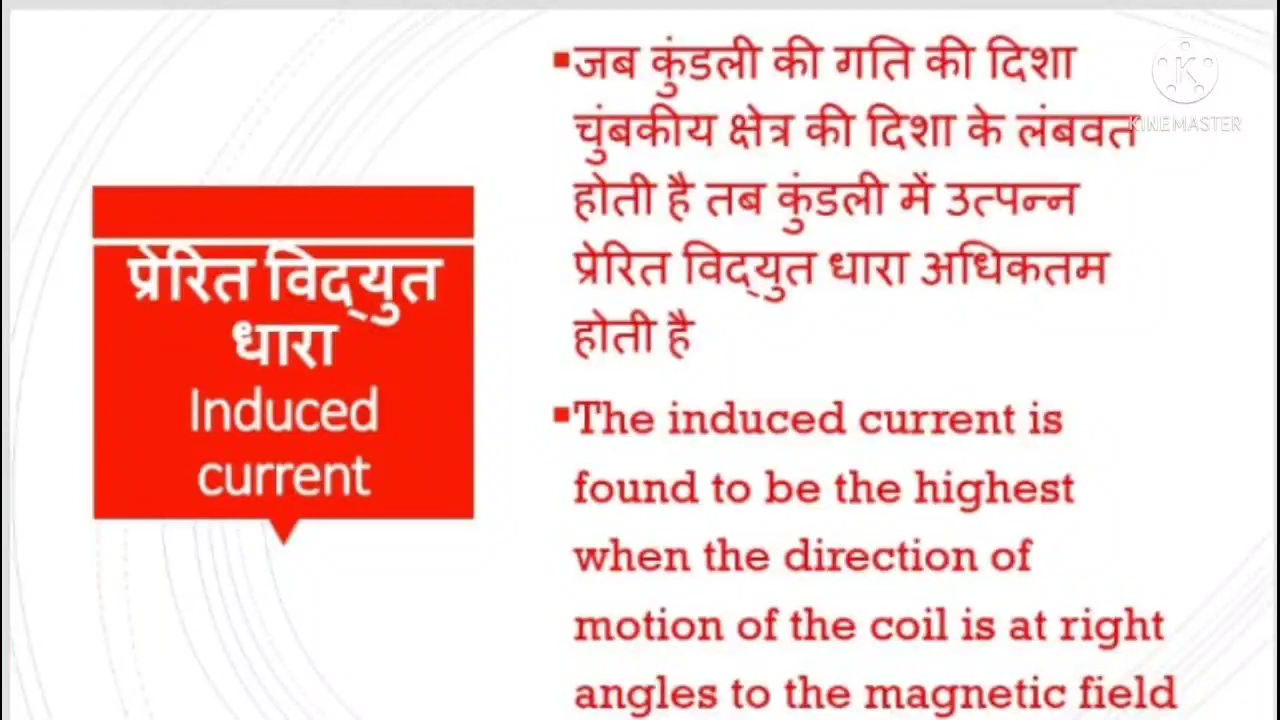 प्रेरित विद्युत
धारा
Induced
current
▪जब कुंडली की गति की दिशा
चुंबकीय क्षेत्र की दिशा के लंबवत
होती है तब कुंडली में उत्पन्न
प्रेरित विद्युत धारा अधिकतम
होती है
▪The induced current is
found to be the highest
when the direction of
motion of the coil is at right
angles to the magnetic field
K
KINEMASTER